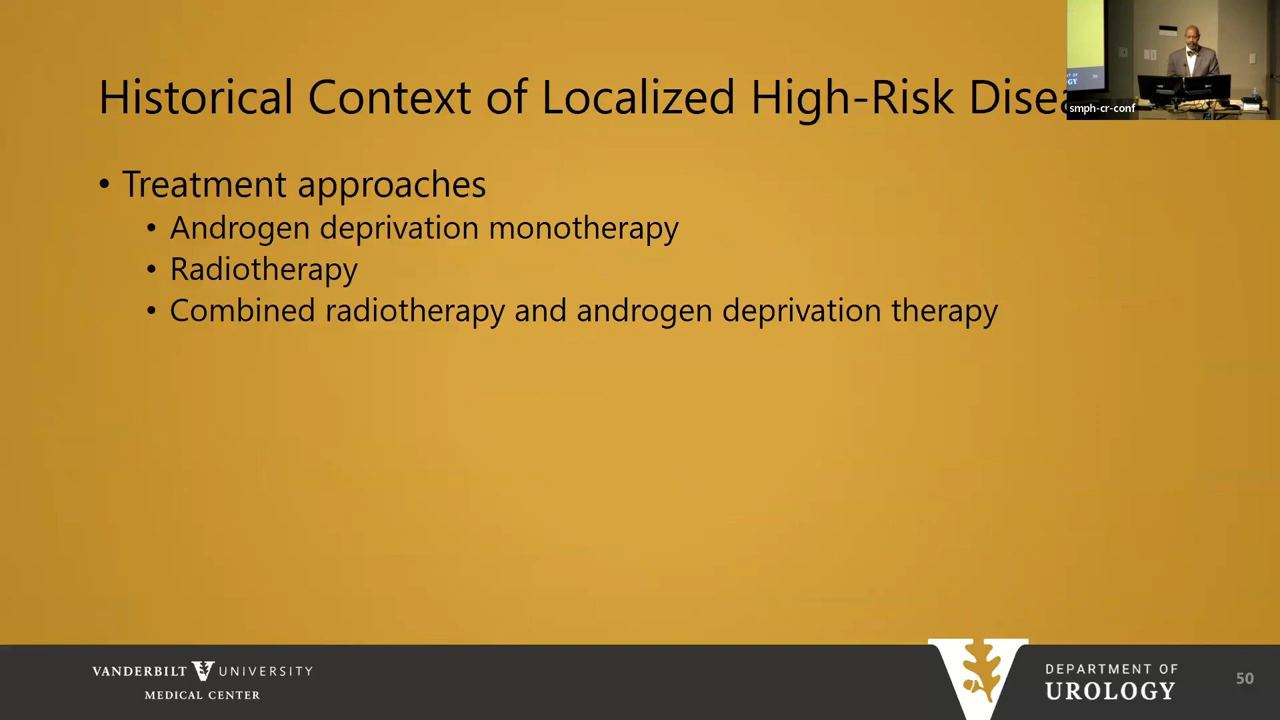 Historical Context of Localized High-Risk Disea
smph-cr-conf
• Treatment approaches
• Androgen deprivation monotherapy
• Radiotherapy
• Combined radiotherapy and androgen deprivation therapy
VANDERBILT V UNIVERSITY
MEDICAL CENTER
DEPARTMENT OF
UROLOGY
50